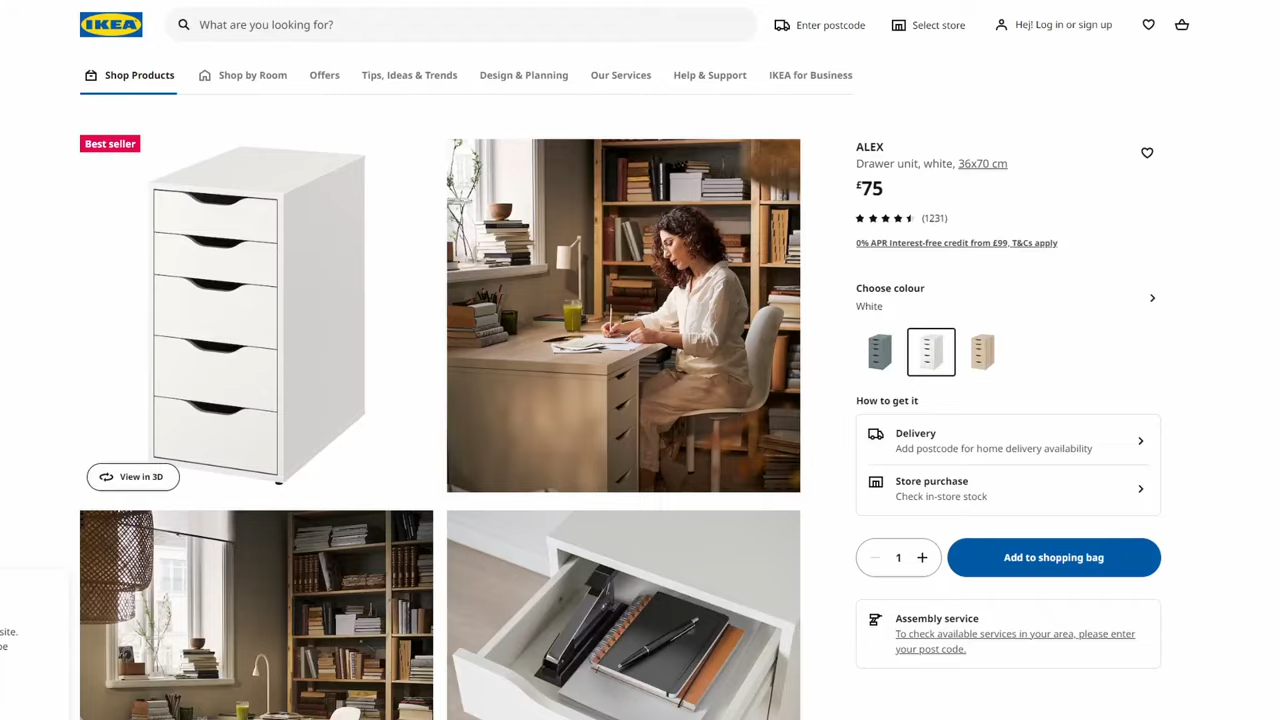 IKEA
What are you looking for?
Enter postcode
Select store
Hej! Log in or sign up
Shop Products
Shop by Room
Offers
Tips, Ideas & Trends
Design & Planning
Our Services
Help & Support
IKEA for Business
Best seller
View in 3D
ALEX
Drawer unit, white, 36x70 cm
£75
(1231)
0% APR Interest-free credit from £99, T&Cs apply
Choose colour
White
How to get it
Delivery
Add postcode for home delivery availability
Store purchase
Check in-store stock
1
Add to shopping bag
Assembly service
To check available services in your area, please enter
your post code.
site.